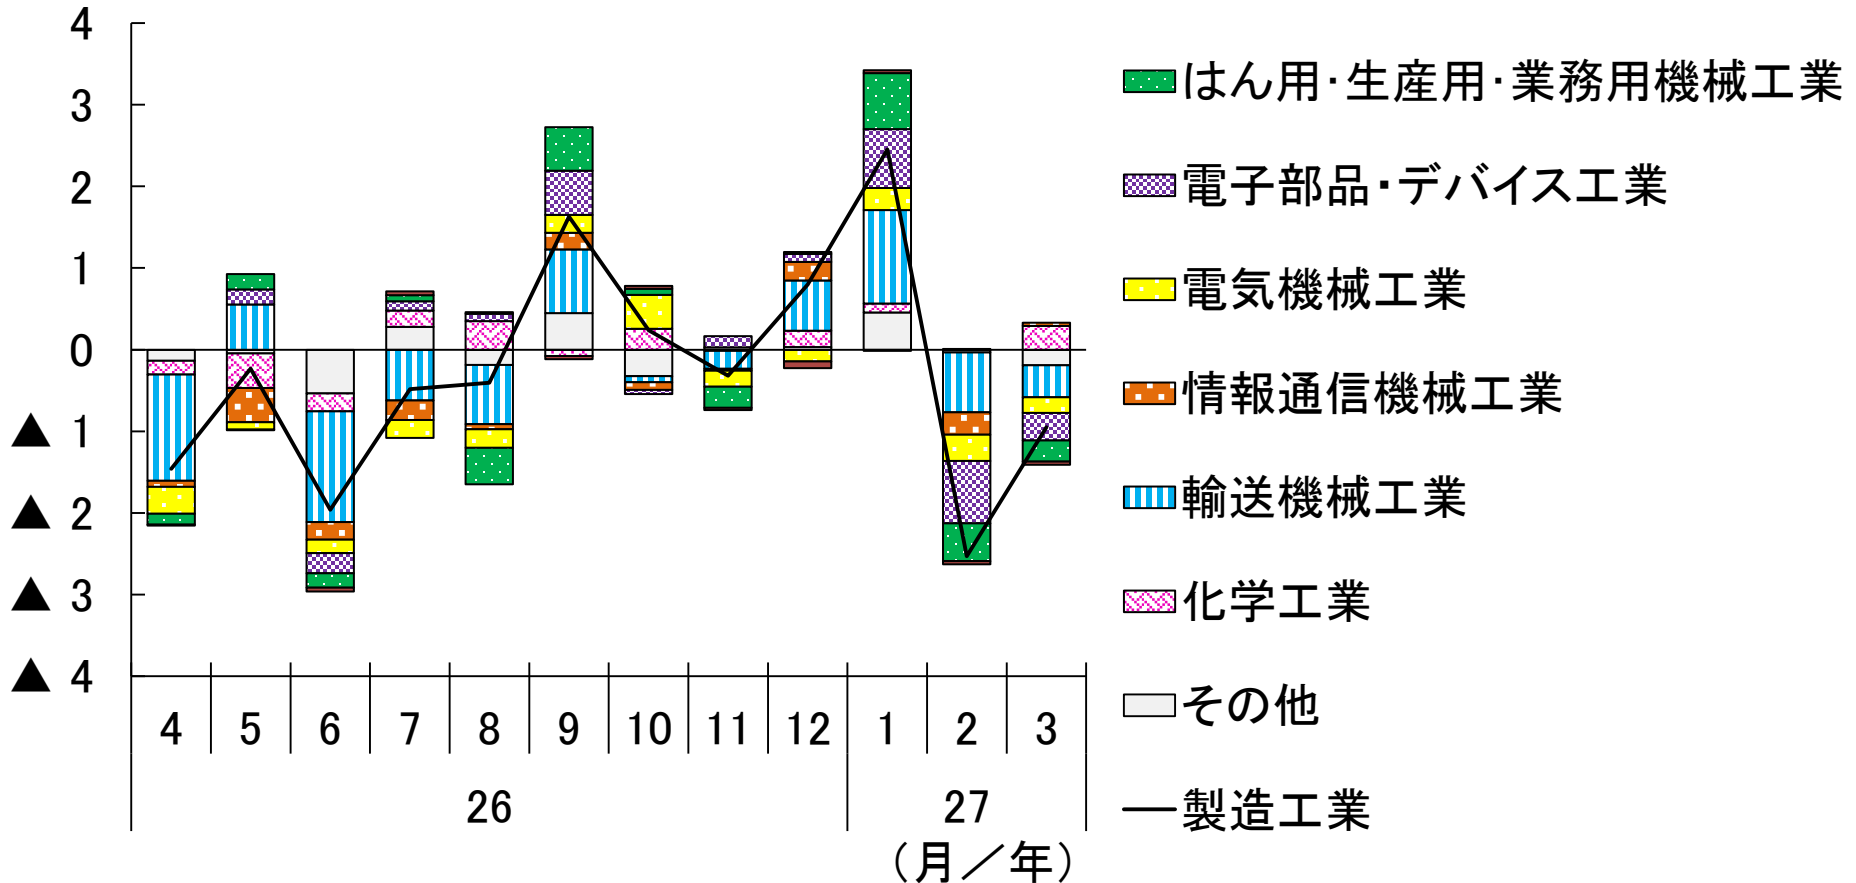 4
3
2
1
0
▲ 1
▲ 2
▲ 3
▲ 4
4 5 6 7 8 9 10 11 12 1 2 3
26 27
（月／年）
はん用・生産用・業務用機械工業
電子部品・デバイス工業
電気機械工業
情報通信機械工業
輸送機械工業
化学工業
その他
製造工業